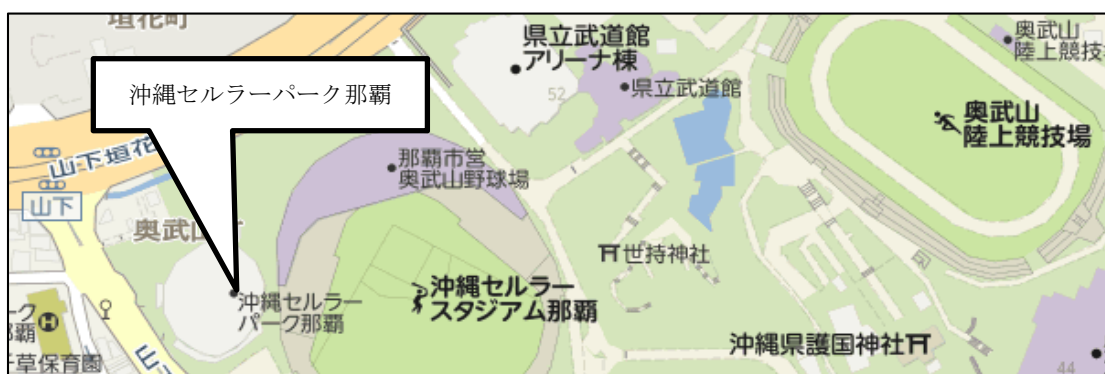 垣花町
県立武道館
アリーナ棟
奥武山
陸上競技場
沖縄セルラーパーク那覇
52
県立武道館
奥武山
陸上競技場
山下垣花
那覇市営
奥武山野球場
山下
奥武山
世持神社
沖縄セルラー
パーク那覇
沖縄セルラー
スタジアム那覇
H
沖縄県護国神社
草保育園
44